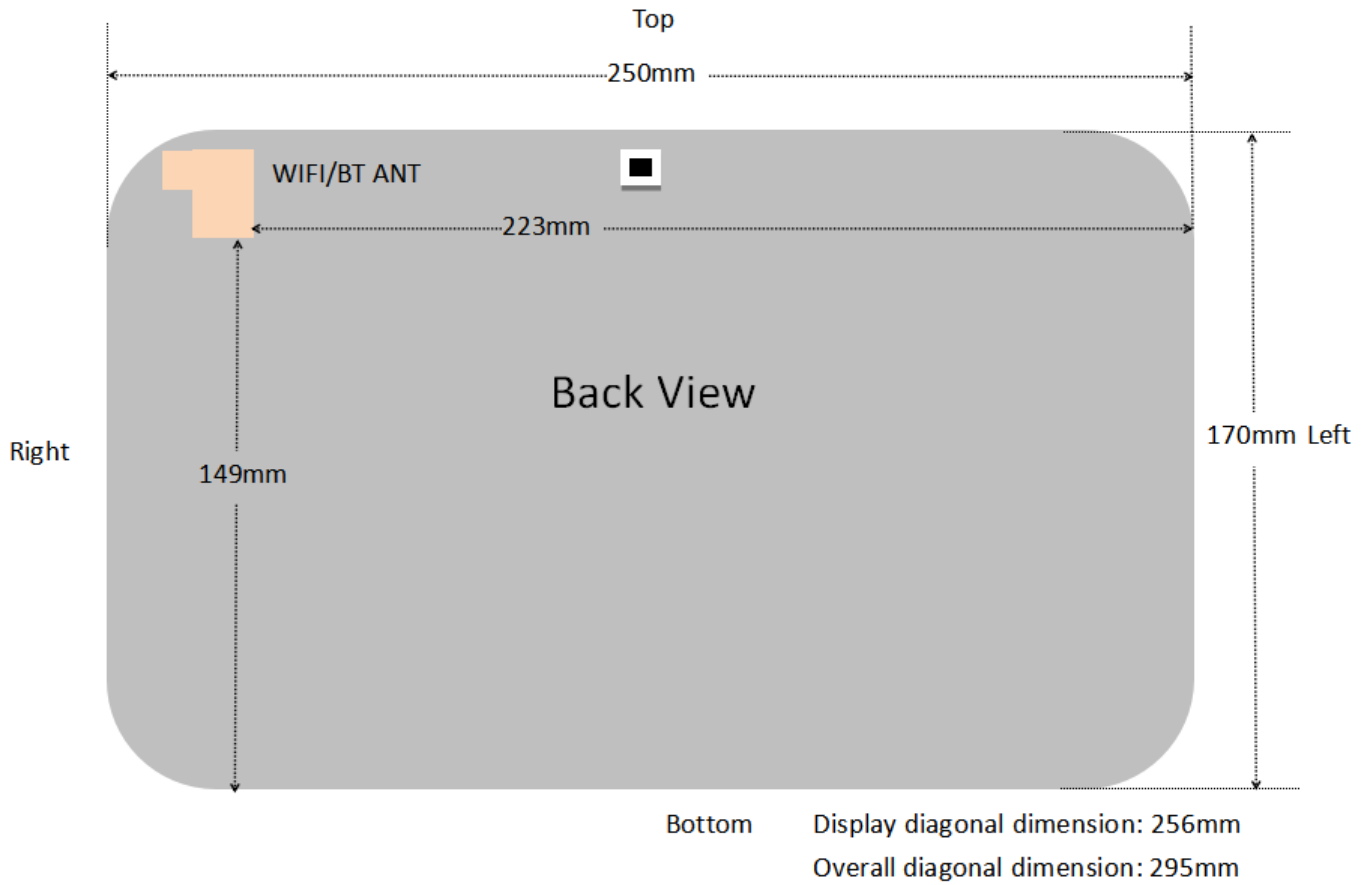 Top
250mm
WIFI/BT ANT
223mm
Back View
170mm Left
Right
149mm
Bottom Display diagonal dimension: 256mm
Overall diagonal dimension: 295mm